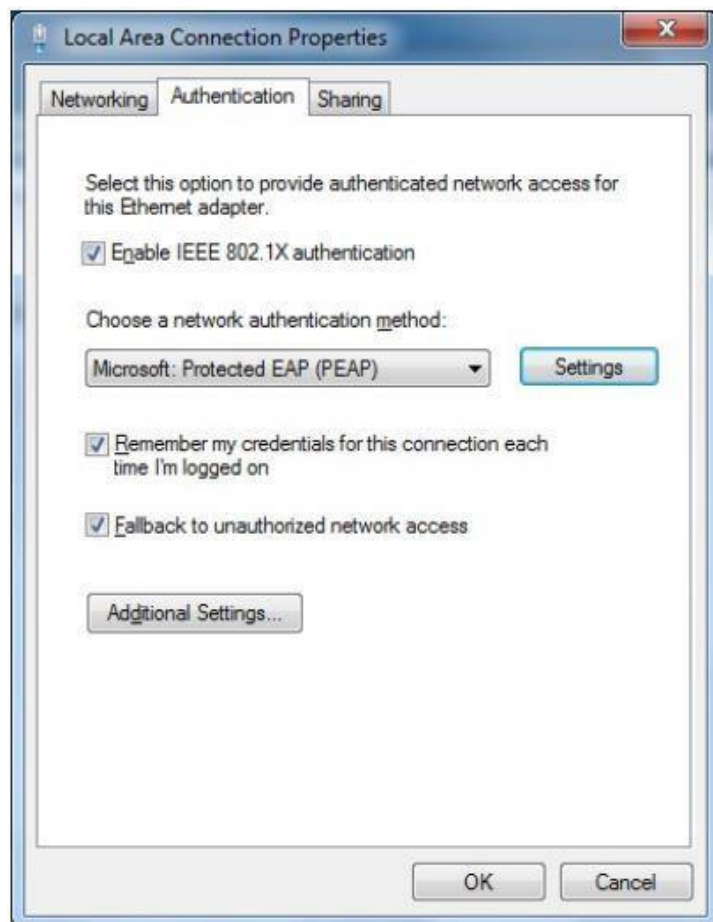 Local Area Connection Properties
Networking Authentication Sharing
Select this option to provide authenticated network access for
this Ethernet adapter.
Enable IEEE 802.1X authentication
Choose a network authentication method:
Microsoft: Protected EAP (PEAP) Settings
Remember my credentials for this connection each
time I'm logged on
Fallback to unauthorized network access
Additional Settings...
OK Cancel